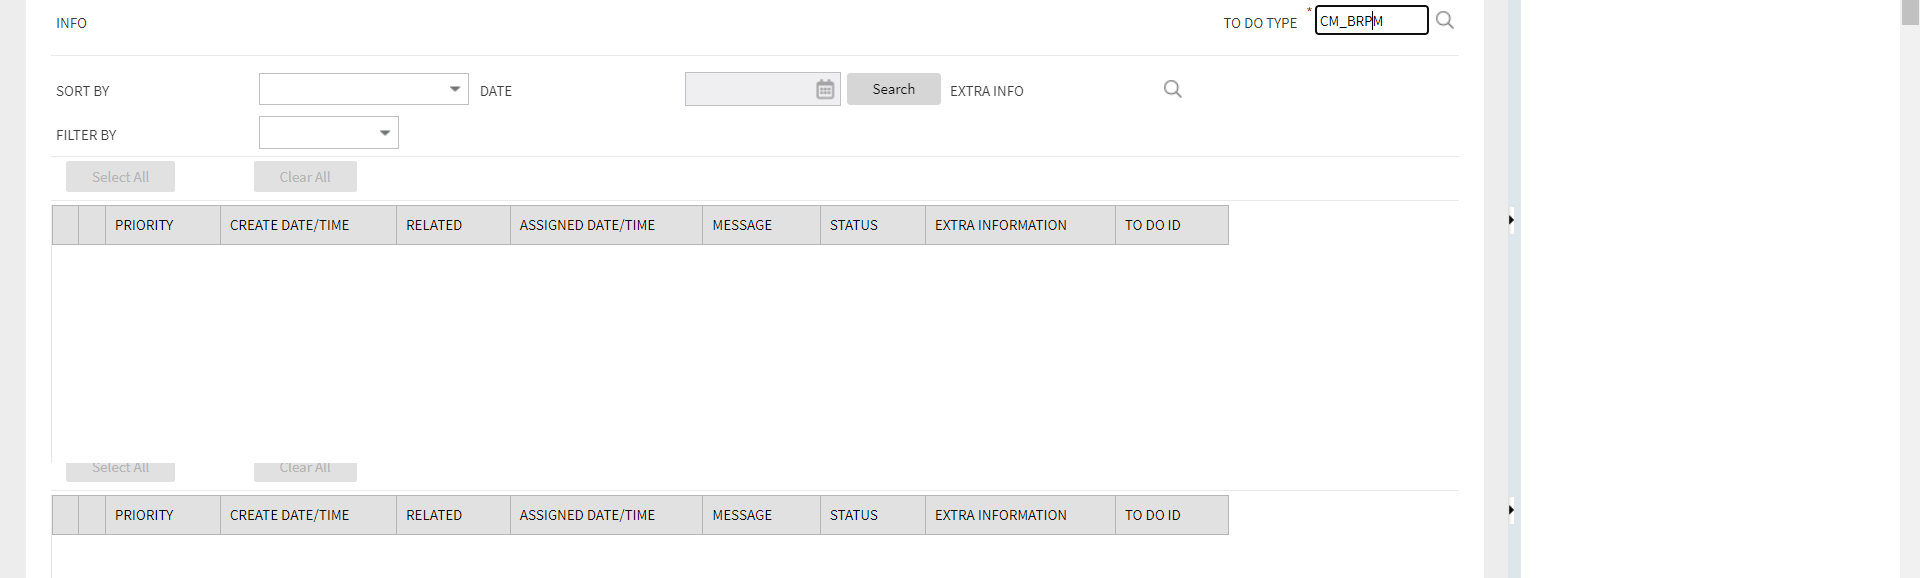 INFO TO DO TYPE * CM_BRPM
SORT BY DATE Search EXTRA INFO
FILTER BY
Select All Clear All
PRIORITY CREATE DATE/TIME RELATED ASSIGNED DATE/TIME MESSAGE STATUS EXTRA INFORMATION TO DO ID
Select All Clear All
PRIORITY CREATE DATE/TIME RELATED ASSIGNED DATE/TIME MESSAGE STATUS EXTRA INFORMATION TO DO ID